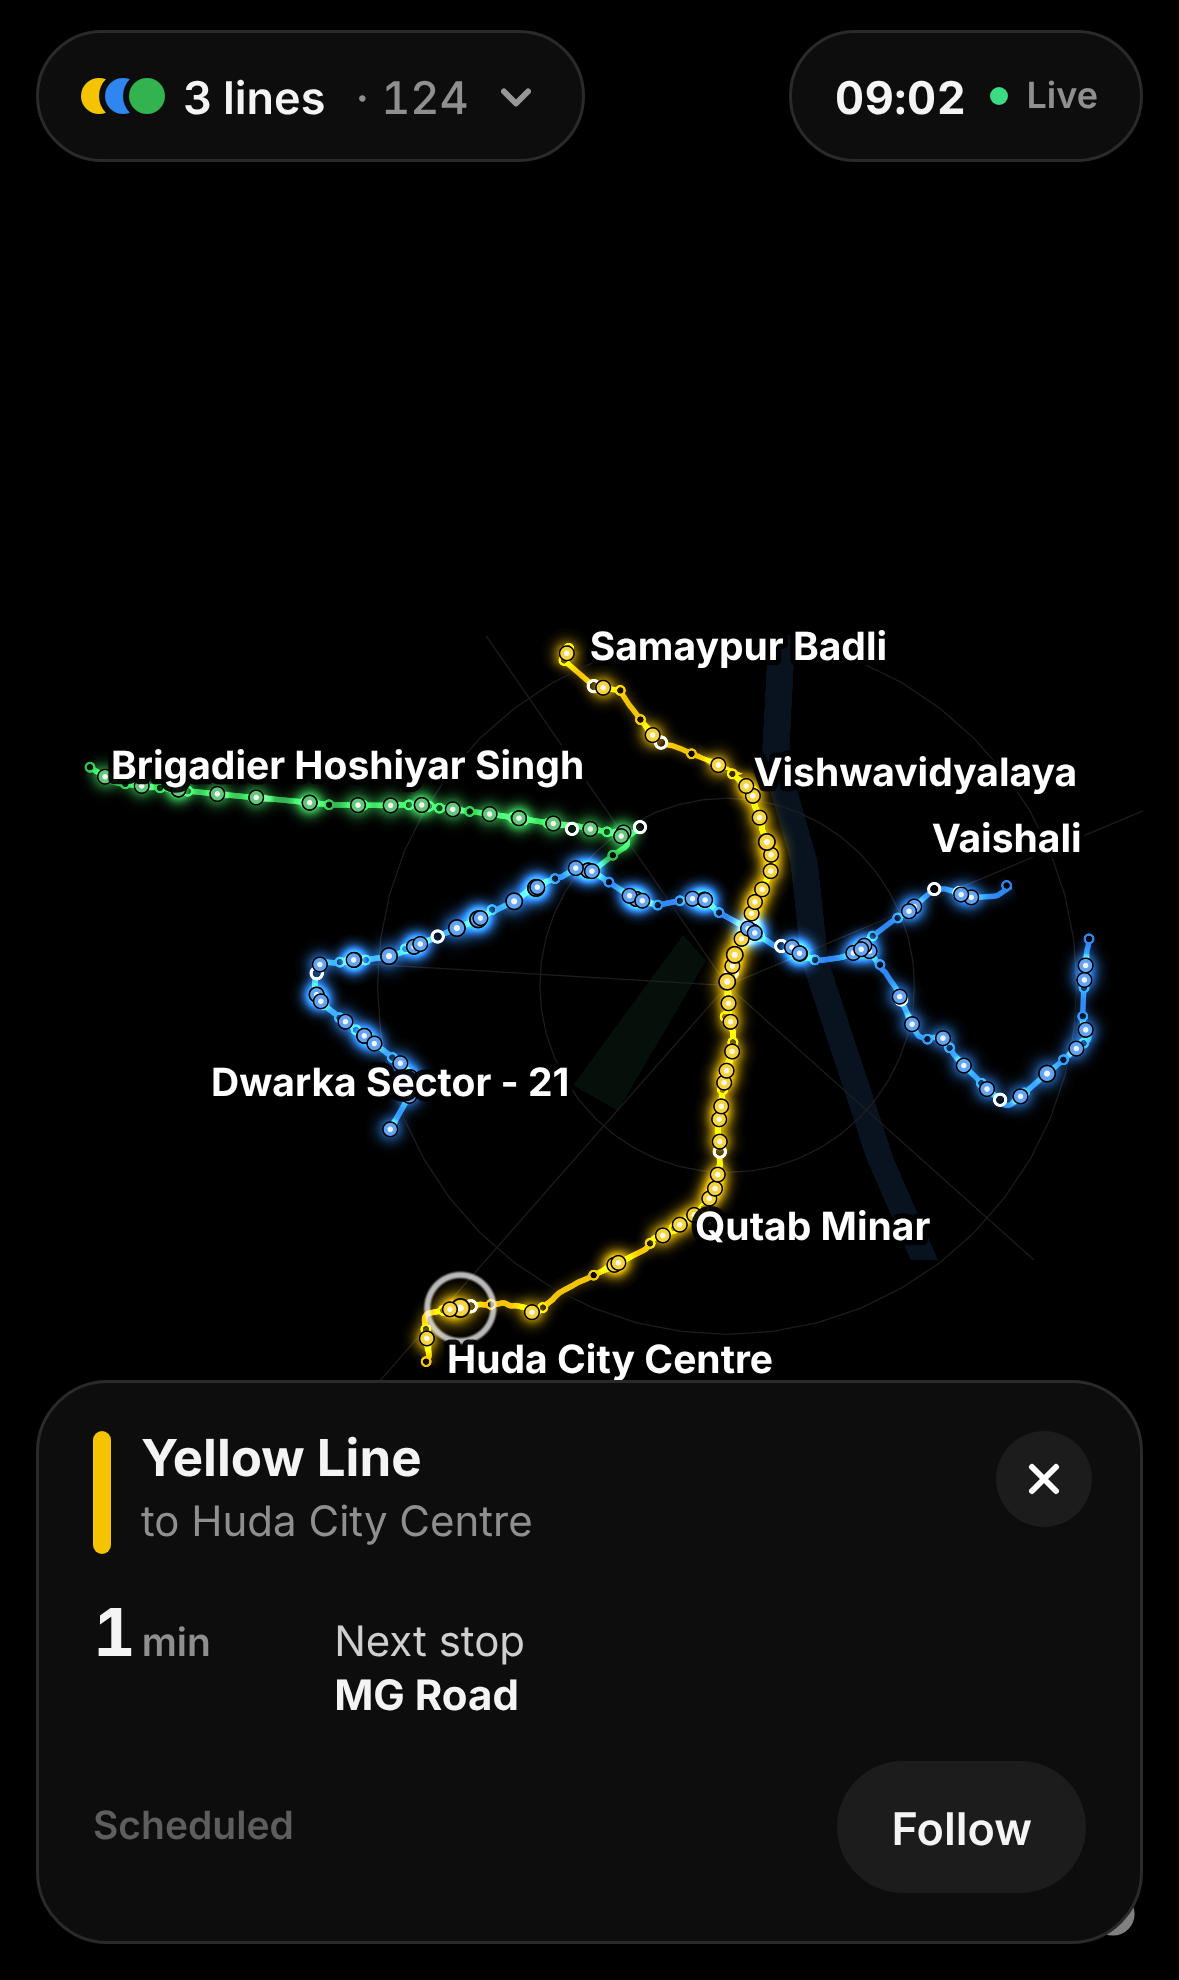 3 lines · 124
09:02 Live
Samaypur Badli
Brigadier Hoshiyar Singh
Vishwavidyalaya
Vaishali
Dwarka Sector - 21
Qutab Minar
Huda City Centre
Yellow Line
to Huda City Centre
1 min
Next stop
MG Road
Scheduled
Follow